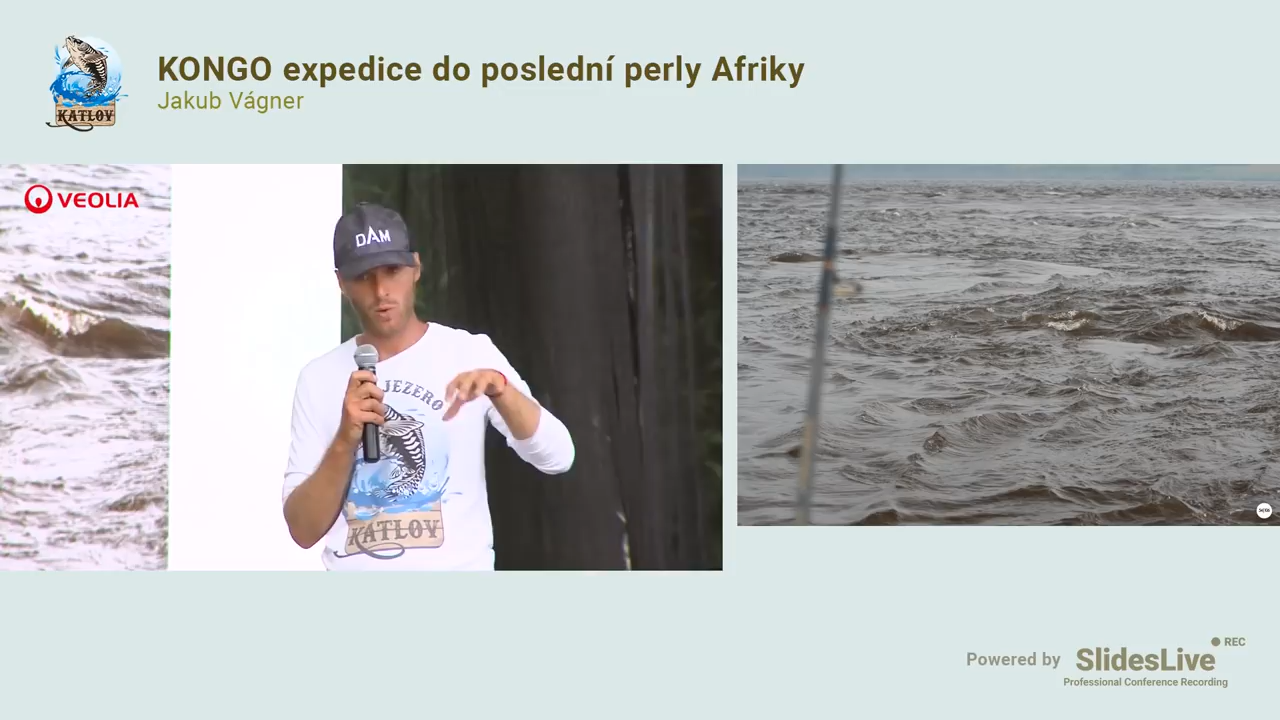 KONGO expedice do poslední perly Afriky
Jakub Vágner
KATLOV
VEOLIA
DAM
JEZERO
KATLOV
Powered by
SlidesLive
REC
Professional Conference Recording